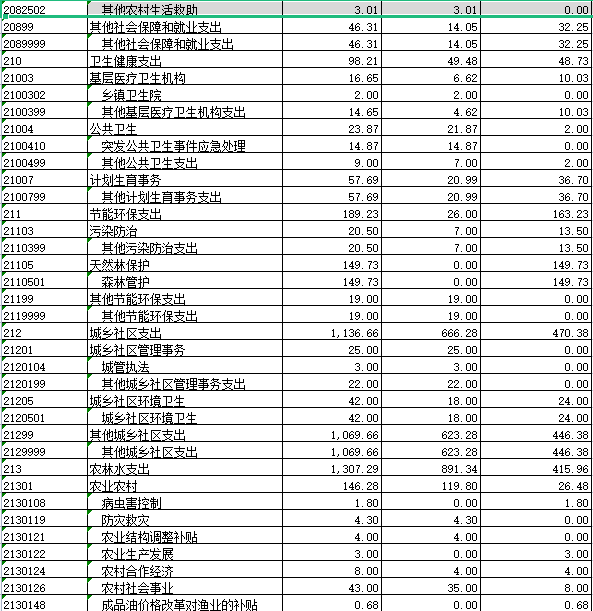 2082502 其他农村生活救助 3.01 3.01 0.00
20899 其他社会保障和就业支出 46.31 14.05 32.25
2089999 其他社会保障和就业支出 46.31 14.05 32.25
210 卫生健康支出 98.21 49.48 48.73
21003 基层医疗卫生机构 16.65 6.62 10.03
2100302 乡镇卫生院 2.00 2.00 0.00
2100399 其他基层医疗卫生机构支出 14.65 4.62 10.03
21004 公共卫生 23.87 21.87 2.00
2100410 突发公共卫生事件应急处理 14.87 14.87 0.00
2100499 其他公共卫生支出 9.00 7.00 2.00
21007 计划生育事务 57.69 20.99 36.70
2100799 其他计划生育事务支出 57.69 20.99 36.70
211 节能环保支出 189.23 26.00 163.23
21103 污染防治 20.50 7.00 13.50
2110399 其他污染防治支出 20.50 7.00 13.50
21105 天然林保护 149.73 0.00 149.73
2110501 森林管护 149.73 0.00 149.73
21199 其他节能环保支出 19.00 19.00 0.00
2119999 其他节能环保支出 19.00 19.00 0.00
212 城乡社区支出 1,136.66 666.28 470.38
21201 城乡社区管理事务 25.00 25.00 0.00
2120104 城管执法 3.00 3.00 0.00
2120199 其他城乡社区管理事务支出 22.00 22.00 0.00
21205 城乡社区环境卫生 42.00 18.00 24.00
2120501 城乡社区环境卫生 42.00 18.00 24.00
21299 其他城乡社区支出 1,069.66 623.28 446.38
2129999 其他城乡社区支出 1,069.66 623.28 446.38
213 农林水支出 1,307.29 891.34 415.96
21301 农业农村 146.28 119.80 26.48
2130108 病虫害控制 1.80 0.00 1.80
2130119 防灾救灾 4.30 4.30 0.00
2130121 农业结构调整补贴 4.00 4.00 0.00
2130122 农业生产发展 3.00 0.00 3.00
2130124 农村合作经济 8.00 4.00 4.00
2130126 农村社会事业 43.00 35.00 8.00
2130148 成品油价格改革对渔业的补贴 0.68 0.00 0.68